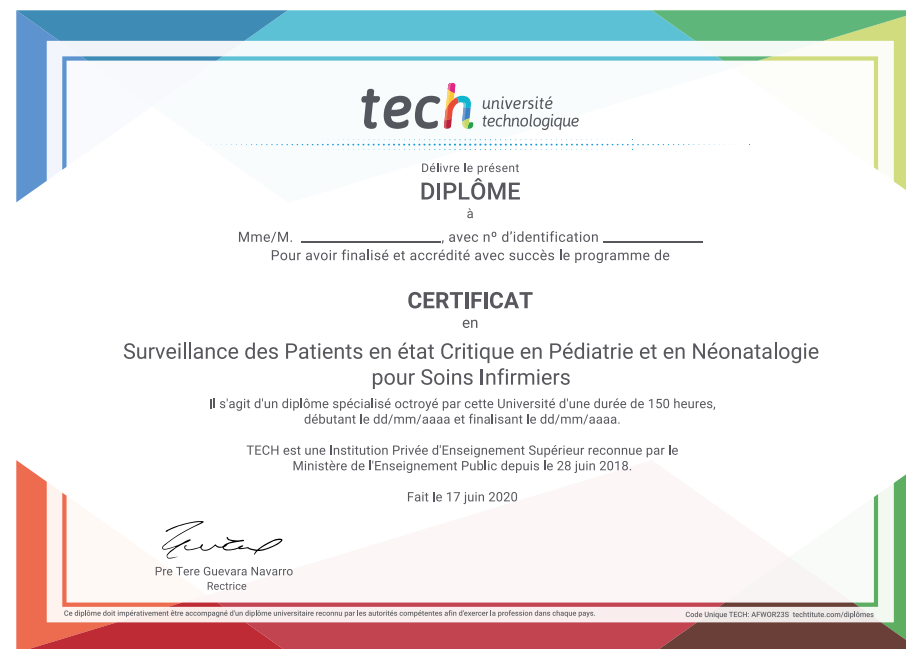 tech université
technologique
Délivre le présent
DIPLÔME
à
Mme/M. ____________________, avec nº d'identification ______________
Pour avoir finalisé et accrédité avec succès le programme de
CERTIFICAT
en
Surveillance des Patients en état Critique en Pédiatrie et en Néonatalogie
pour Soins Infirmiers
Il s'agit d'un diplôme spécialisé octroyé par cette Université d'une durée de 150 heures,
débutant le dd/mm/aaaa et finalisant le dd/mm/aaaa.
TECH est une Institution Privée d'Enseignement Supérieur reconnue par le
Ministère de l'Enseignement Public depuis le 28 juin 2018.
Fait le 17 juin 2020
Pre Tere Guevara Navarro
Rectrice
Ce diplôme doit impérativement être accompagné d'un diplôme universitaire reconnu par les autorités compétentes afin d'exercer la profession dans chaque pays.
Code Unique TECH: AFWOR23S techtitute.com/diplômes